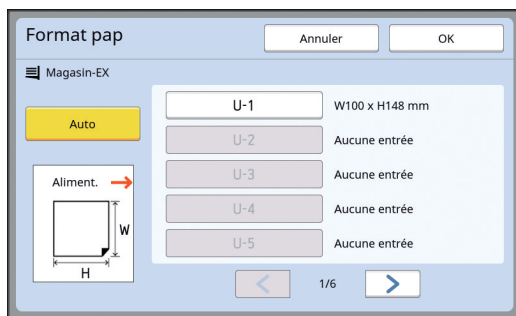 Format pap
Annuler
OK
Magasin-EX
Auto
U-1 W100 x H148 mm
U-2 Aucune entrée
U-3 Aucune entrée
U-4 Aucune entrée
U-5 Aucune entrée
Aliment.
W
H
1/6